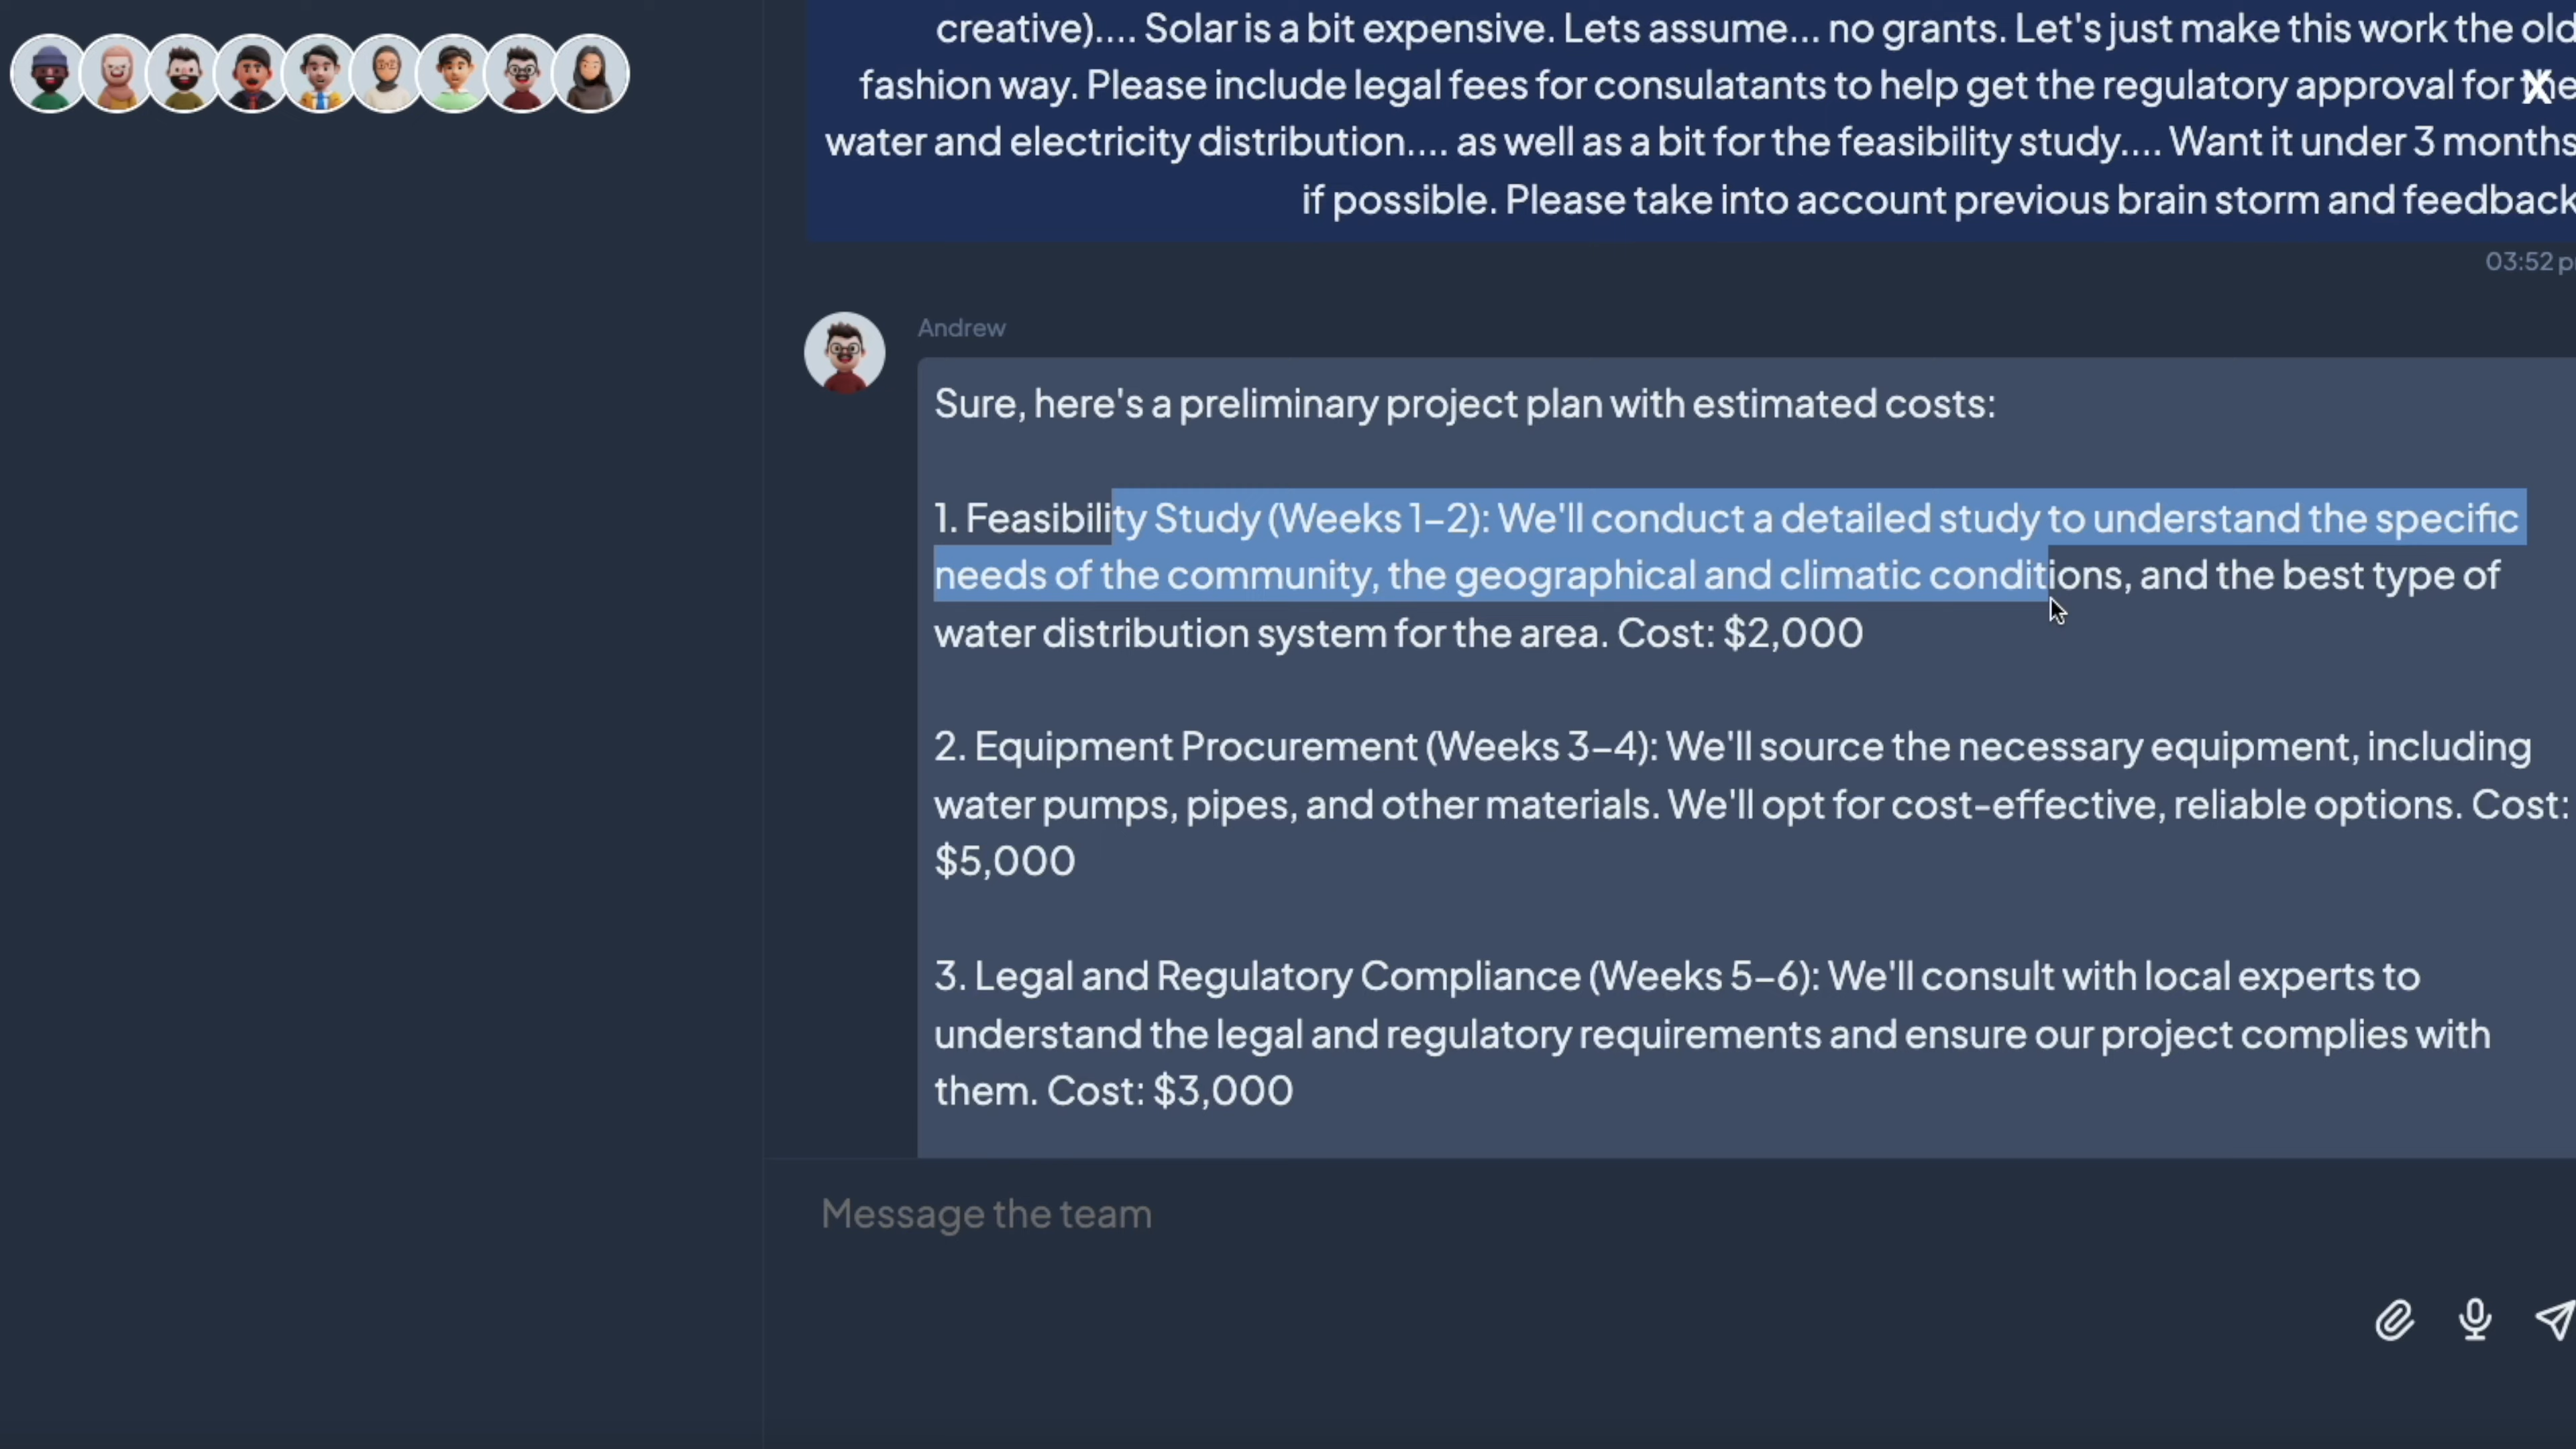 creative).... Solar is a bit expensive. Lets assume... no grants. Let's just make this work the old
fashion way. Please include legal fees for consulatants to help get the regulatory approval for the
X
water and electricity distribution.... as well as a bit for the feasibility study.... Want it under 3 months
if possible. Please take into account previous brain storm and feedback
03:52
Andrew
Sure, here's a preliminary project plan with estimated costs:
1. Feasibility Study (Weeks 1–2): We'll conduct a detailed study to understand the specific
needs of the community, the geographical and climatic conditions, and the best type of
water distribution system for the area. Cost: $2,000
2. Equipment Procurement (Weeks 3–4): We'll source the necessary equipment, including
water pumps, pipes, and other materials. We'll opt for cost-effective, reliable options. Cost:
$5,000
3. Legal and Regulatory Compliance (Weeks 5–6): We'll consult with local experts to
understand the legal and regulatory requirements and ensure our project complies with
them. Cost: $3,000
Message the team